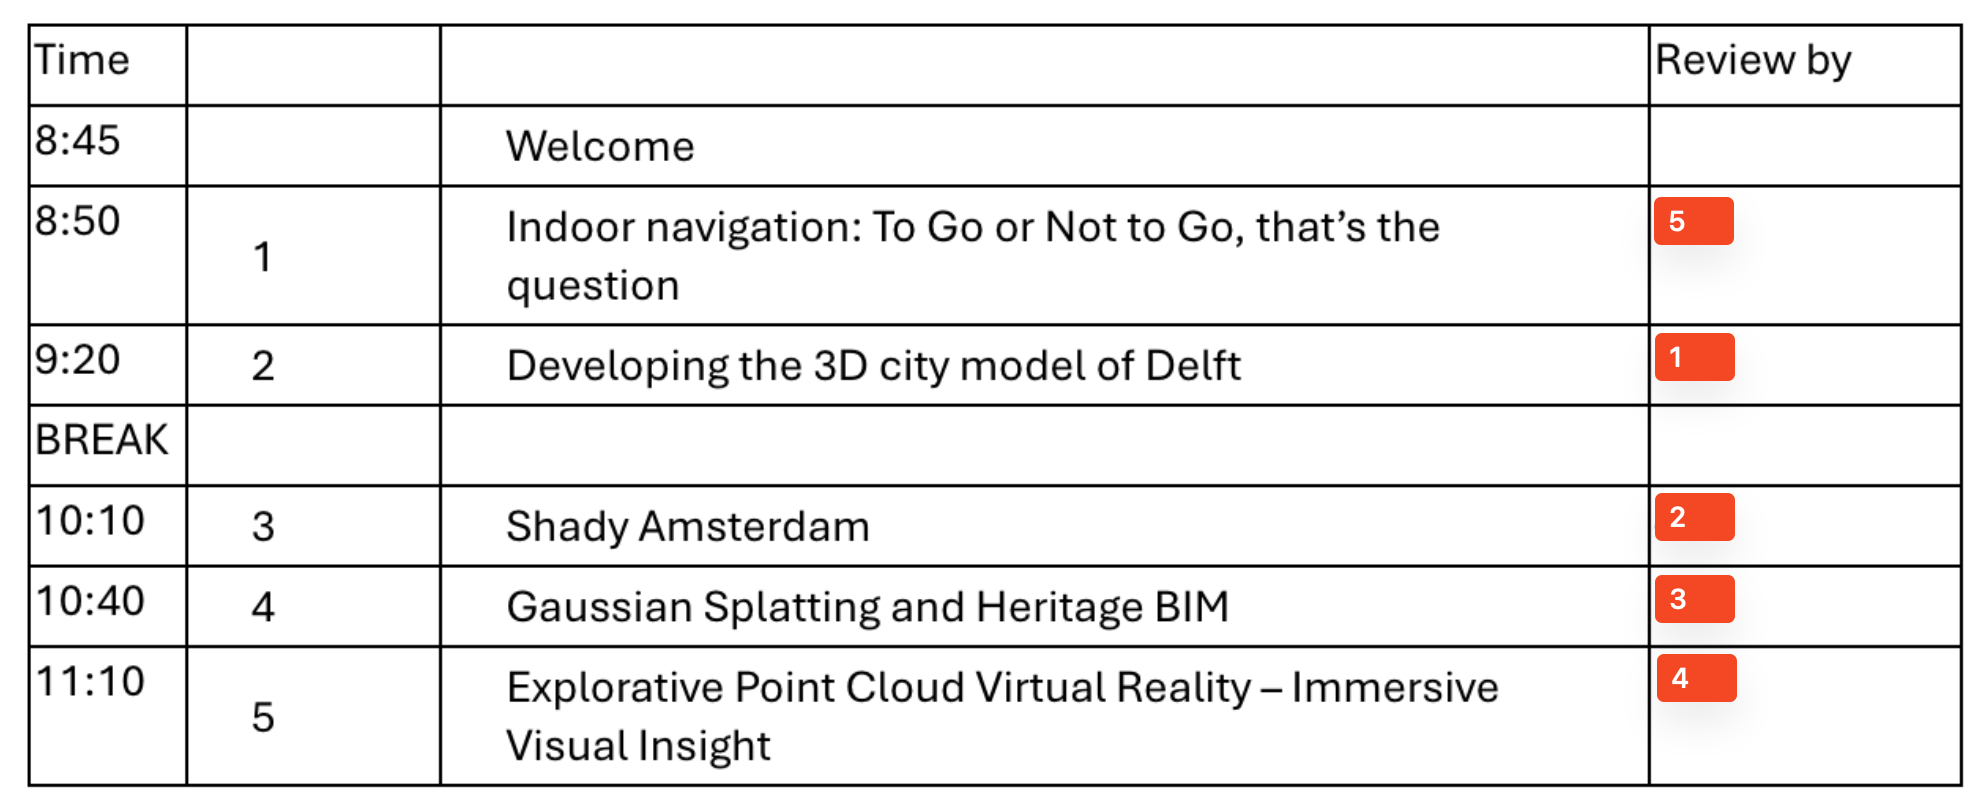 Time Review by
8:45 Welcome
8:50 1 Indoor navigation: To Go or Not to Go, that’s the 5
question
9:20 2 Developing the 3D city model of Delft 1
BREAK
10:10 3 Shady Amsterdam 2
10:40 4 Gaussian Splatting and Heritage BIM 3
11:10 5 Explorative Point Cloud Virtual Reality – Immersive 4
Visual Insight